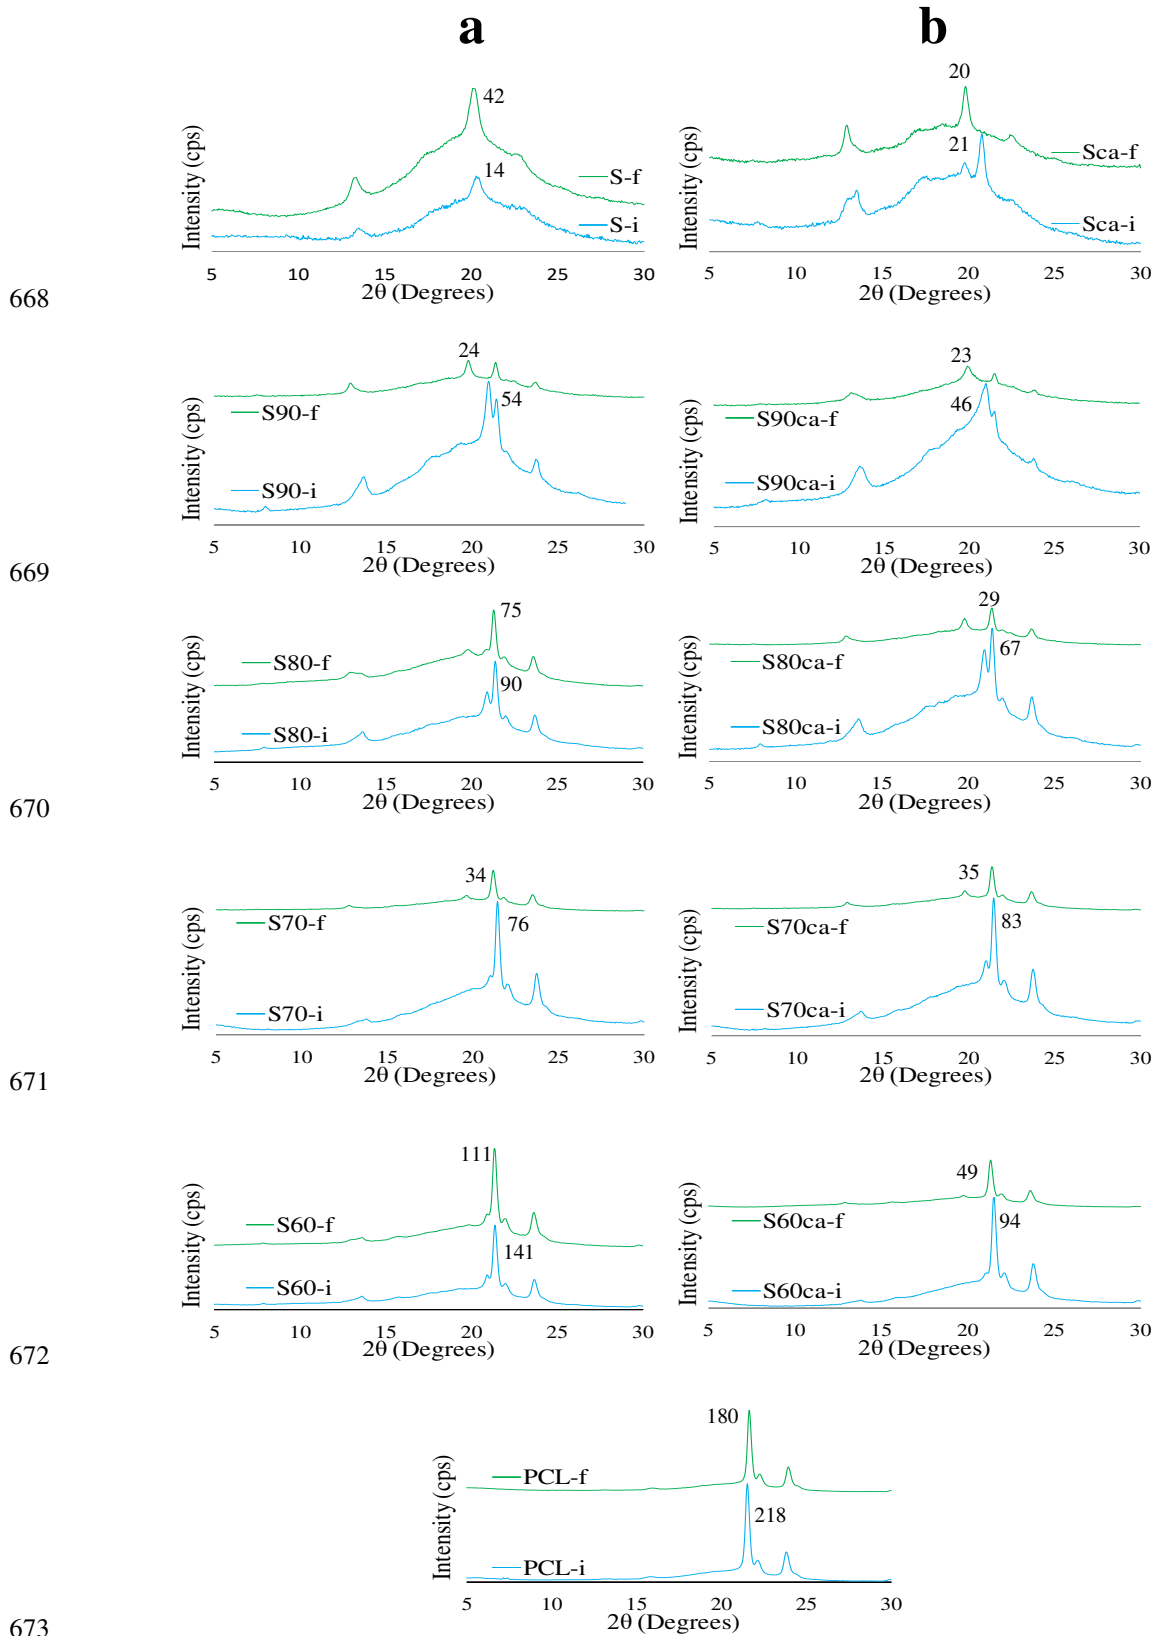 a b
42
14
S-f
S-i
Intensity (cps)
5 10 15 20 25 30
2θ (Degrees)
20
21
Sca-f
Sca-i
Intensity (cps)
5 10 15 20 25 30
2θ (Degrees)
668
24
54
S90-f
S90-i
Intensity (cps)
5 10 15 20 25 30
2θ (Degrees)
23
46
S90ca-f
S90ca-i
Intensity (cps)
5 10 15 20 25 30
2θ (Degrees)
669
75
90
S80-f
S80-i
Intensity (cps)
5 10 15 20 25 30
2θ (Degrees)
29
67
S80ca-f
S80ca-i
Intensity (cps)
5 10 15 20 25 30
2θ (Degrees)
670
34
76
S70-f
S70-i
Intensity (cps)
5 10 15 20 25 30
2θ (Degrees)
35
83
S70ca-f
S70ca-i
Intensity (cps)
5 10 15 20 25 30
2θ (Degrees)
671
111
141
S60-f
S60-i
Intensity (cps)
5 10 15 20 25 30
2θ (Degrees)
49
94
S60ca-f
S60ca-i
Intensity (cps)
5 10 15 20 25 30
2θ (Degrees)
672
180
218
PCL-f
PCL-i
Intensity (cps)
5 10 15 20 25 30
2θ (Degrees)
673